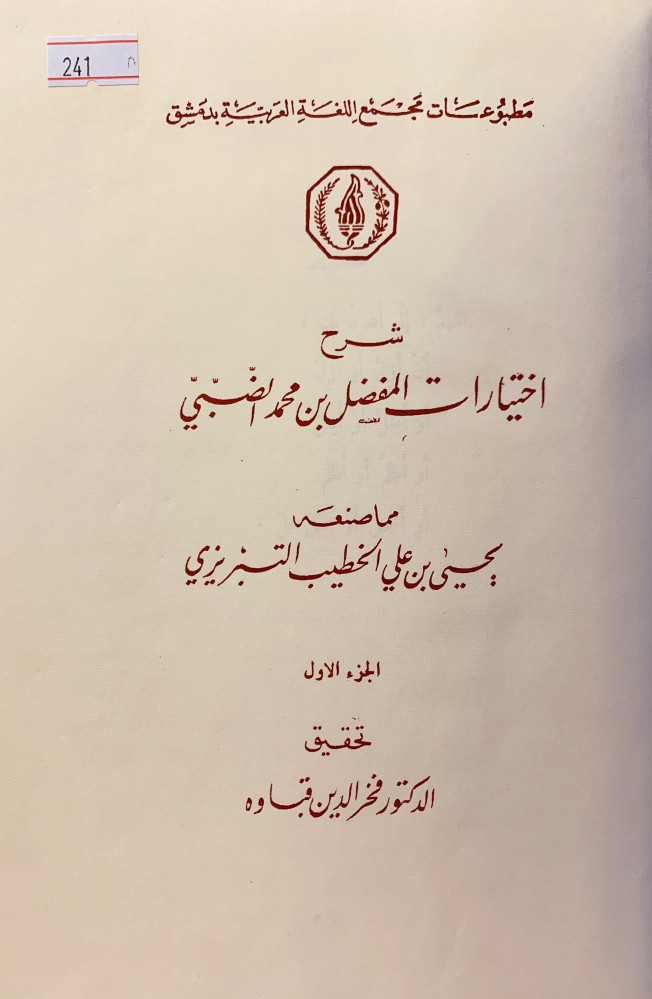 241
مطبوعات مجمع اللغة العربية بدمشق
شرح
اختيارات المفضل بن محمد الضّبّيّ
مما صنعه
يحيى بن علي الخطيب التبريزي
الجزء الاول
تحقيق
الدكتور فخر الدين قباوه